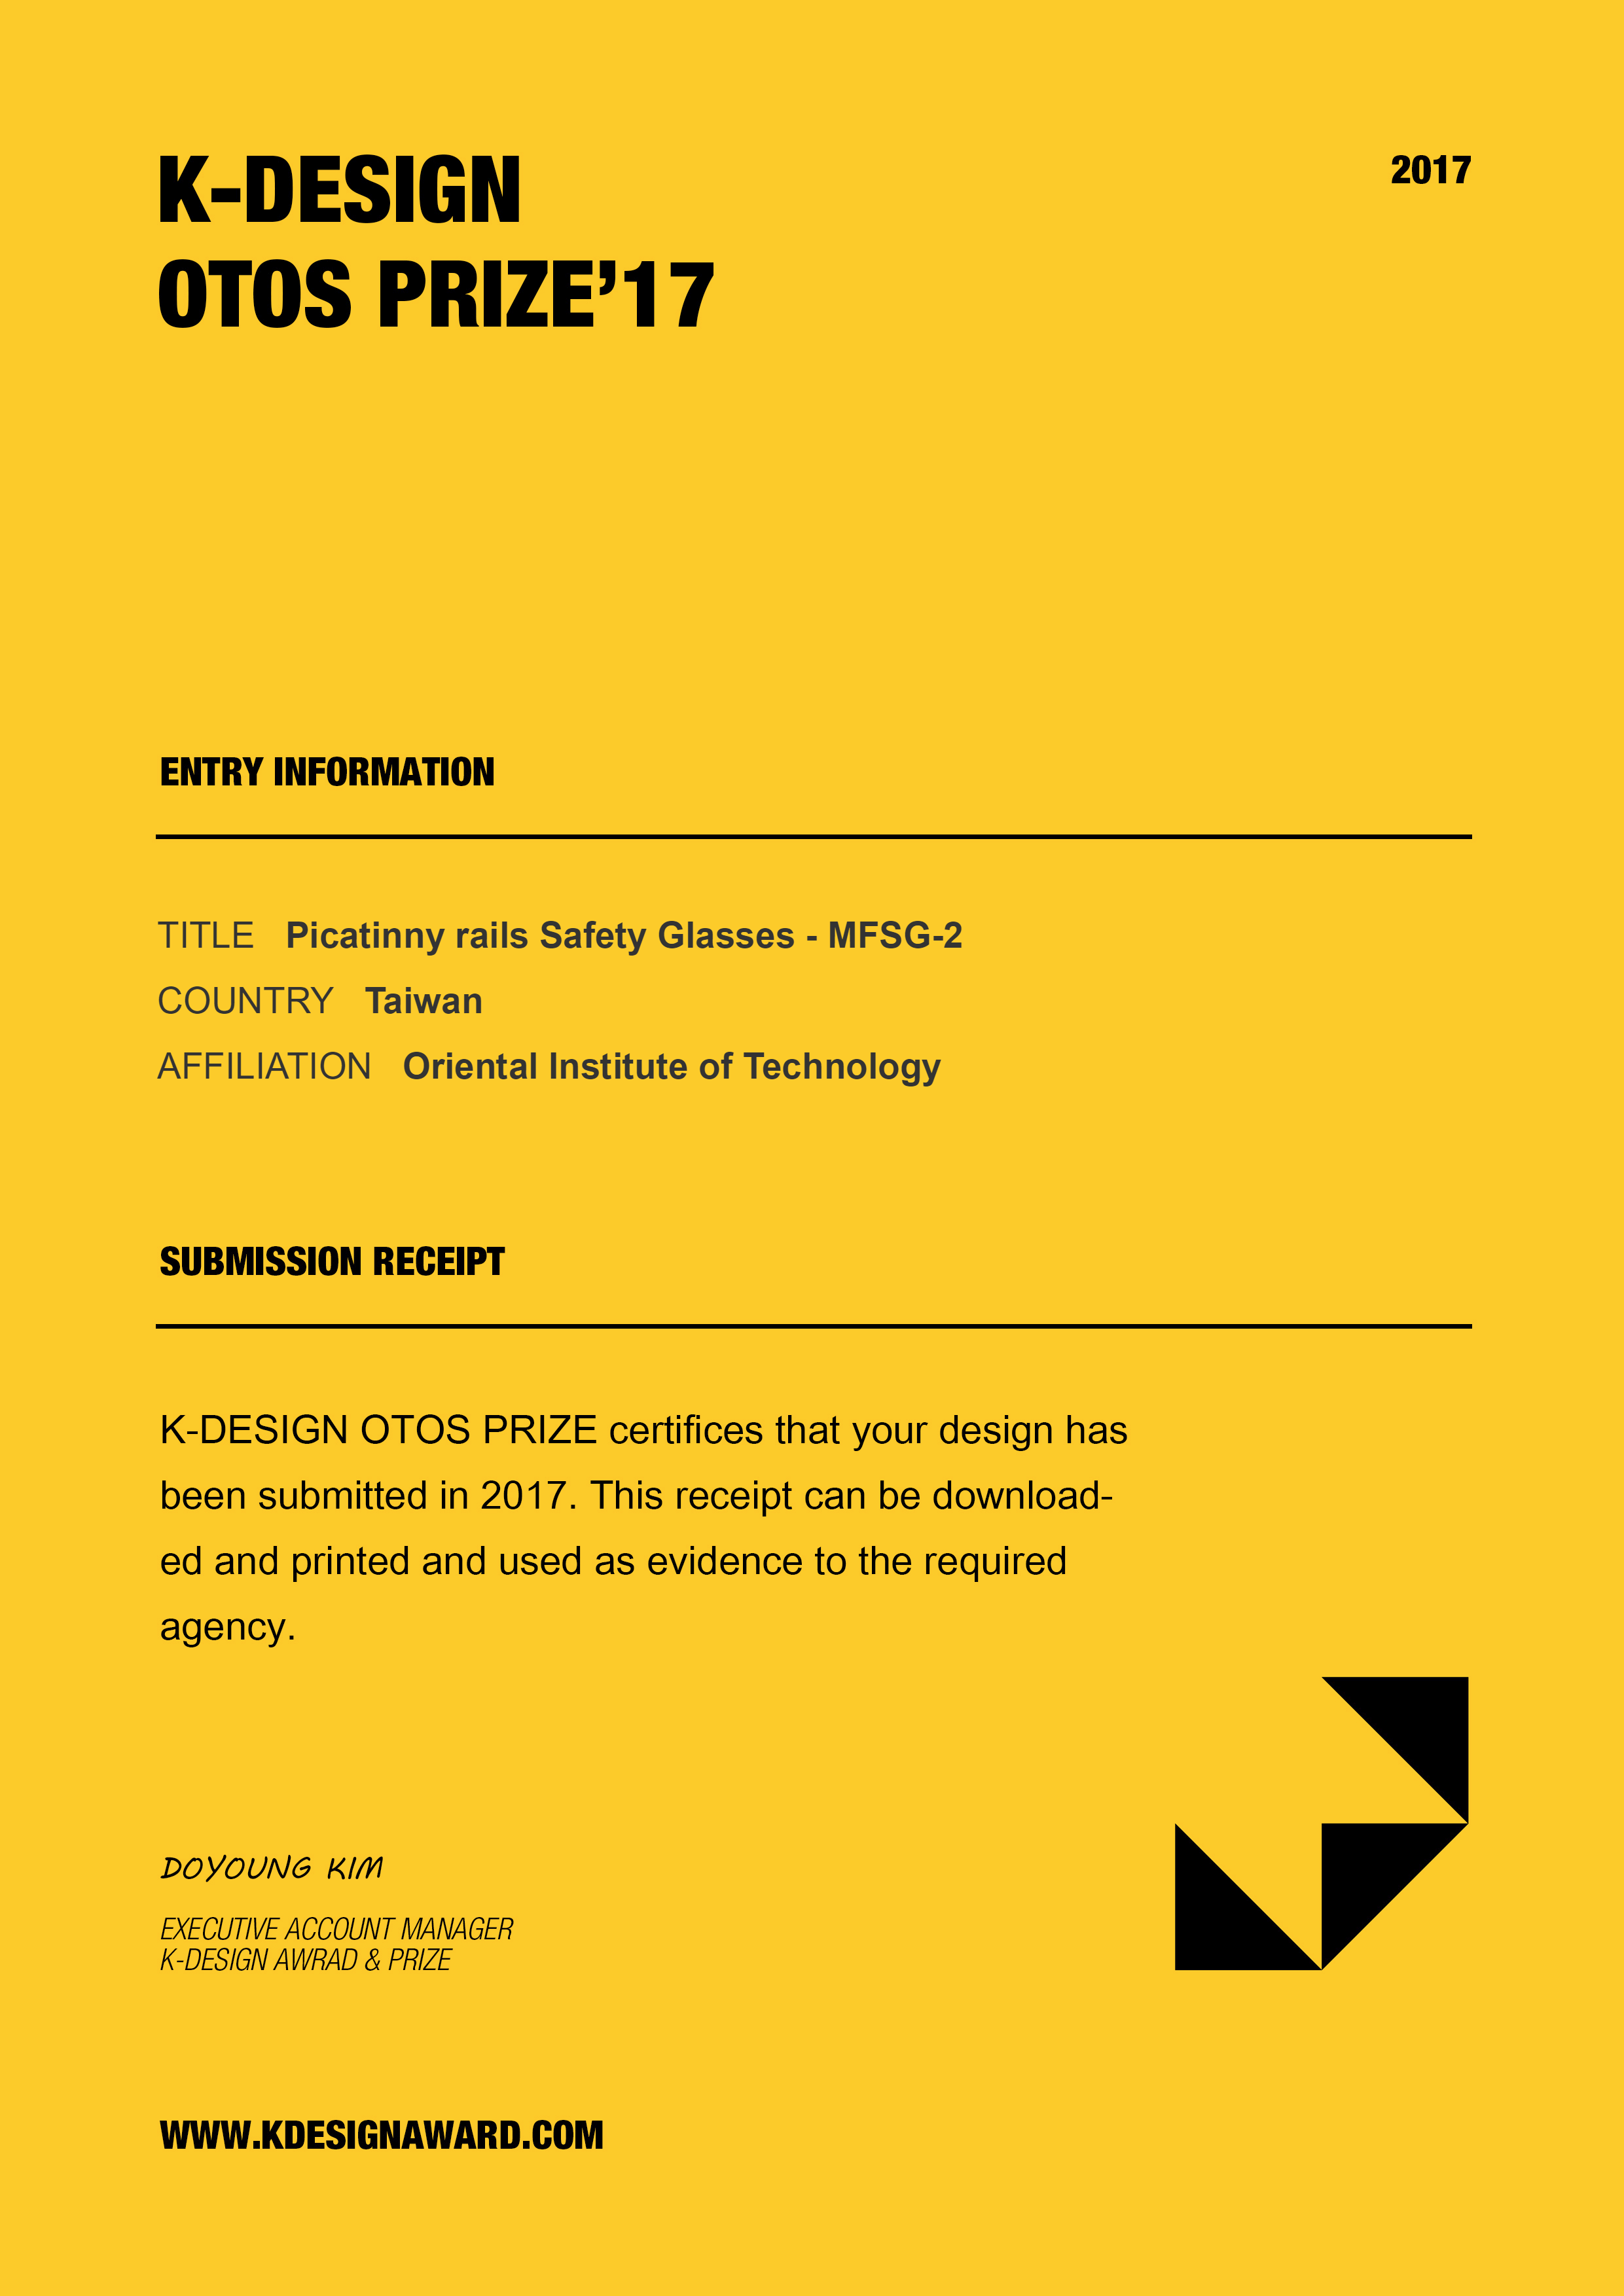 K-DESIGN
2017
OTOS PRIZE’17
ENTRY INFORMATION
TITLE Picatinny rails Safety Glasses - MFSG-2
COUNTRY Taiwan
AFFILIATION Oriental Institute of Technology
SUBMISSION RECEIPT
K-DESIGN OTOS PRIZE certifices that your design has
been submitted in 2017. This receipt can be download-
ed and printed and used as evidence to the required
agency.
DOYOUNG KIM
EXECUTIVE ACCOUNT MANAGER
K-DESIGN AWRAD & PRIZE
WWW.KDESIGNAWARD.COM